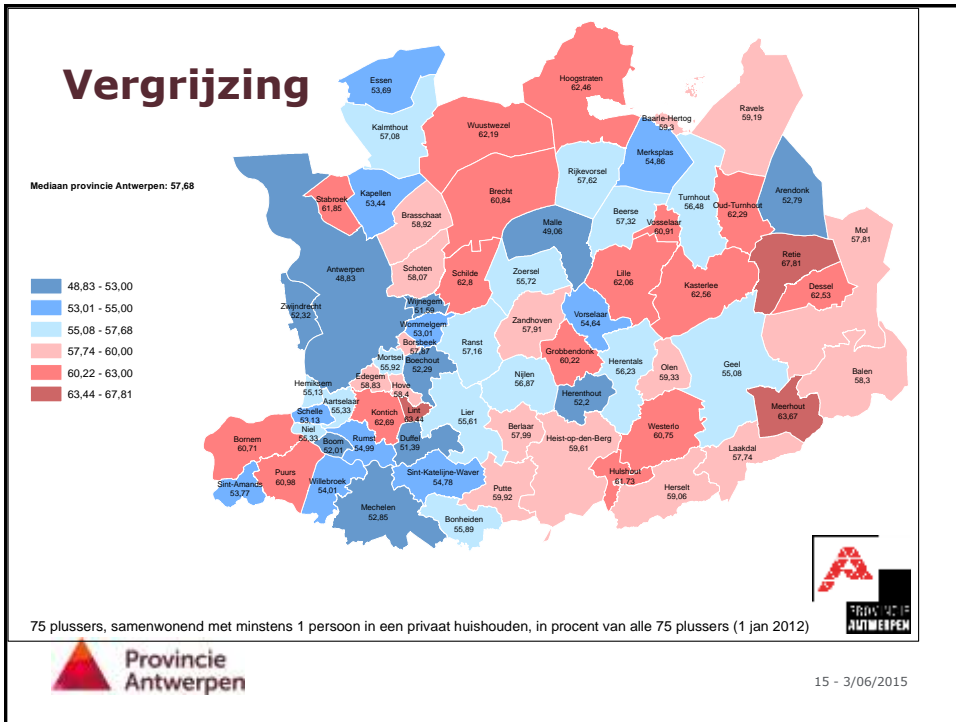 Vergrijzing
Mediaan provincie Antwerpen: 57,68
48,83 - 53,00
53,01 - 55,00
55,08 - 57,68
57,74 - 60,00
60,22 - 63,00
63,44 - 67,81
Essen
53,69
Kalmthout
57,08
Wuustwezel
62,19
Hoogstraten
62,46
Baarle-Hertog
59,3
Ravels
59,19
Merksplas
54,86
Rijkevorsel
57,62
Stabroek
61,85
Kapellen
53,44
Brecht
60,84
Brasschaat
58,92
Malle
49,06
Beerse
57,32
Turnhout
56,48
Vosselaar
60,91
Oud-Turnhout
62,29
Arendonk
52,79
Mol
57,81
Retie
67,81
Dessel
62,53
Antwerpen
48,83
Schoten
58,07
Schilde
62,8
Zoersel
55,72
Lille
62,06
Kasterlee
62,56
Zwijndrecht
52,32
Wijnegem
51,59
Wommelgem
53,01
Borsbeek
57,87
Zandhoven
57,91
Vorselaar
54,64
Mortsel
55,92
Boechout
52,29
Ranst
57,16
Grobbendonk
60,22
Herentals
56,23
Olen
59,33
Geel
55,08
Balen
58,3
Edegem
58,83
Hove
58,4
Nijlen
56,87
Herenthout
52,2
Meerhout
63,67
Hemiksem
55,13
Aartselaar
55,33
Schelle
53,13
Kontich
62,69
Lint
63,44
Lier
55,61
Niel
55,33
Boom
52,01
Rumst
54,99
Duffel
51,39
Berlaar
57,99
Heist-op-den-Berg
59,61
Westerlo
60,75
Laakdal
57,74
Bornem
60,71
Puurs
60,98
Sint-Amands
53,77
Willebroek
54,01
Sint-Katelijne-Waver
54,78
Putte
59,92
Hulshout
61,73
Herselt
59,06
Mechelen
52,85
Bonheiden
55,89
PROVINCIE
ANTWERPEN
75 plussers, samenwonend met minstens 1 persoon in een privaat huishouden, in procent van alle 75 plussers (1 jan 2012)
Provincie
Antwerpen
15 - 3/06/2015